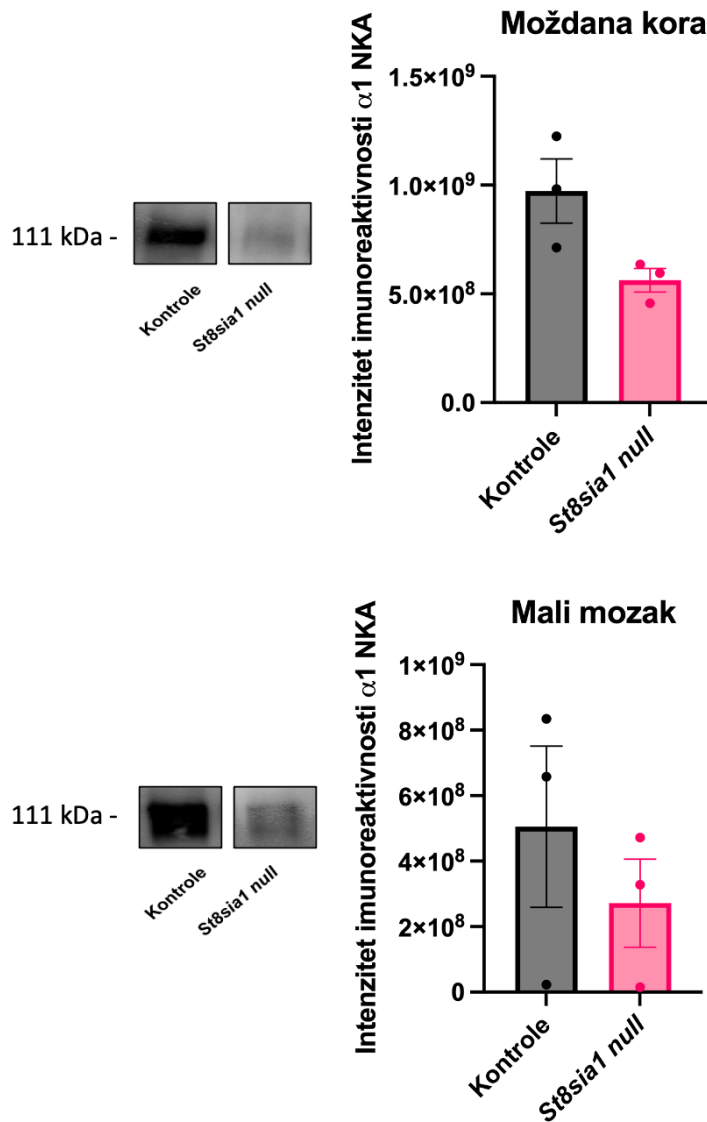 Moždana kora
Intenzitet imunoreaktivnosti α1 NKA
1.5×10⁹
1.0×10⁹
5.0×10⁸
0.0
Kontrole
St8sia1 null
111 kDa -
Kontrole
St8sia1 null
Mali mozak
Intenzitet imunoreaktivnosti α1 NKA
1×10⁹
8×10⁸
6×10⁸
4×10⁸
2×10⁸
0
Kontrole
St8sia1 null
111 kDa -
Kontrole
St8sia1 null